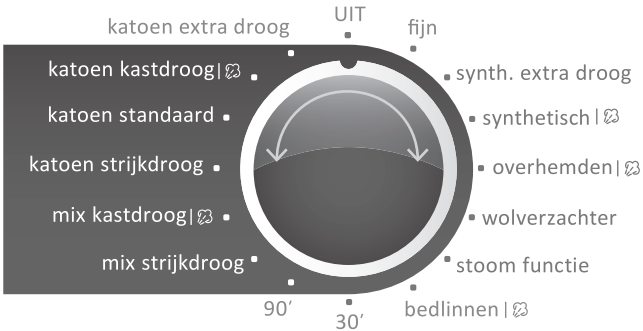 UIT
fijn
synth. extra droog
synthetisch|
overhemden|
wolverzachter
stoom functie
bedlinnen|
30′
90′
mix strijkdroog
mix kastdroog|
katoen strijkdroog
katoen standaard
katoen kastdroog|
katoen extra droog